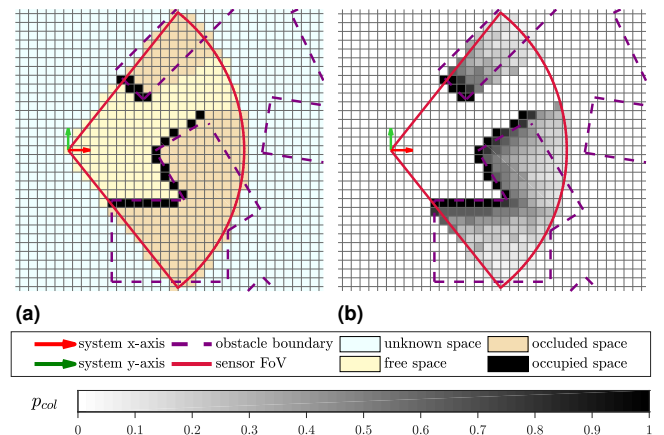 (a) (b)
system x-axis obstacle boundary unknown space occluded space
system y-axis sensor FoV free space occupied space
p_col
0 0.1 0.2 0.3 0.4 0.5 0.6 0.7 0.8 0.9 1